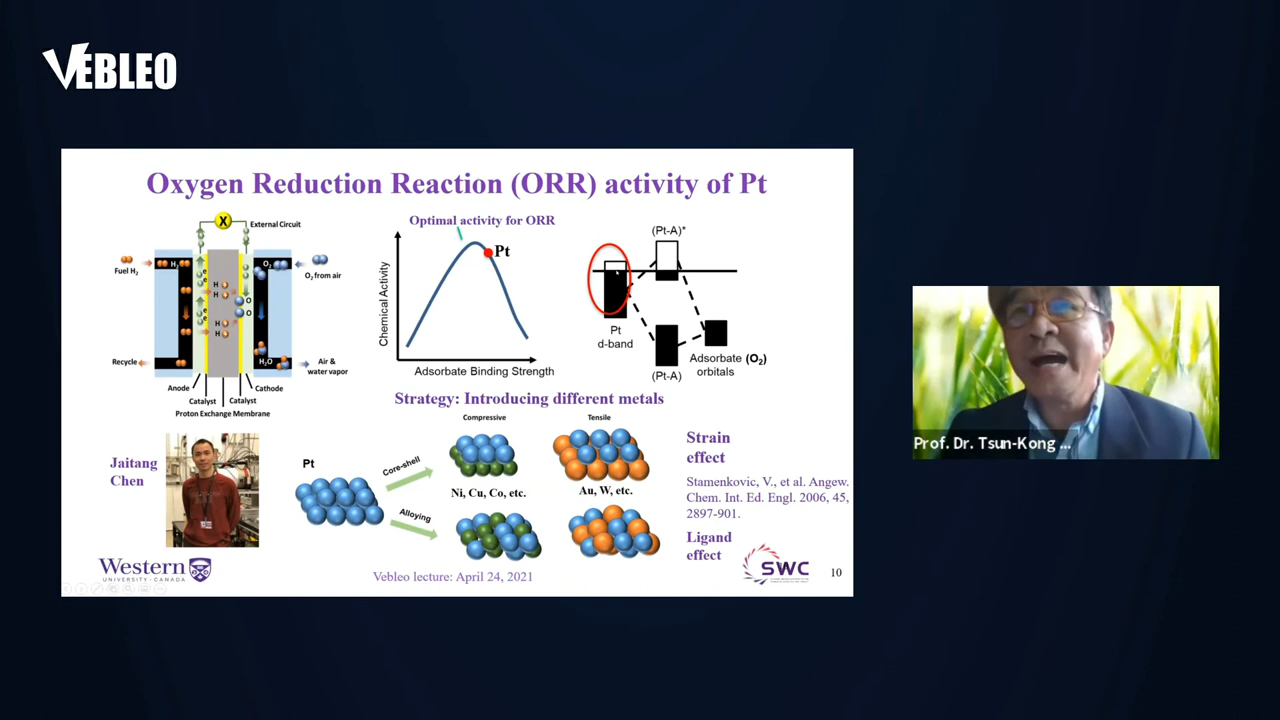 VEBLEO
Oxygen Reduction Reaction (ORR) activity of Pt
X
External Circuit
Fuel H2
H2
O2
O2 from air
e
e
e
e
H
H
H
H
O
O
H2O
Recycle
Air &
water vapor
Anode
Cathode
Catalyst
Catalyst
Proton Exchange Membrane
Optimal activity for ORR
Pt
Chemical Activity
Adsorbate Binding Strength
(Pt-A)*
Pt
d-band
(Pt-A)
Adsorbate (O2)
orbitals
Strategy: Introducing different metals
Jaitang
Chen
Pt
Core-shell
Alloying
Compressive
Tensile
Ni, Cu, Co, etc.
Au, W, etc.
Strain
effect
Stamenkovic, V., et al. Angew.
Chem. Int. Ed. Engl. 2006, 45,
2897-901.
Ligand
effect
Western
UNIVERSITY · CANADA
Vebleo lecture: April 24, 2021
SWC
10
Prof. Dr. Tsun-Kong ...